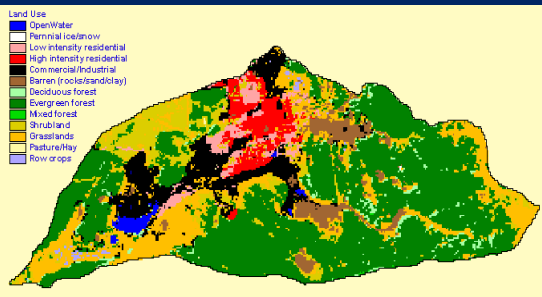 Land Use
OpenWater
Pernnial ice/snow
Low intensity residential
High intensity residential
Commercial/Industrial
Barren (rocks/sand/clay)
Deciduous forest
Evergreen forest
Mixed forest
Shrubland
Grasslands
Pasture/Hay
Row crops